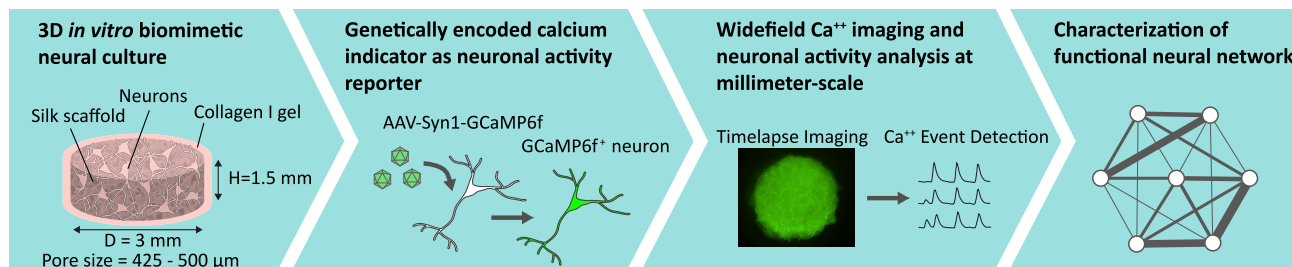 3D in vitro biomimetic
neural culture
Neurons
Silk scaffold
Collagen I gel
H=1.5 mm
D = 3 mm
Pore size = 425 - 500 µm
Genetically encoded calcium
indicator as neuronal activity
reporter
AAV-Syn1-GCaMP6f
GCaMP6f⁺ neuron
Widefield Ca⁺⁺ imaging and
neuronal activity analysis at
millimeter-scale
Timelapse Imaging
Ca⁺⁺ Event Detection
Characterization of
functional neural network